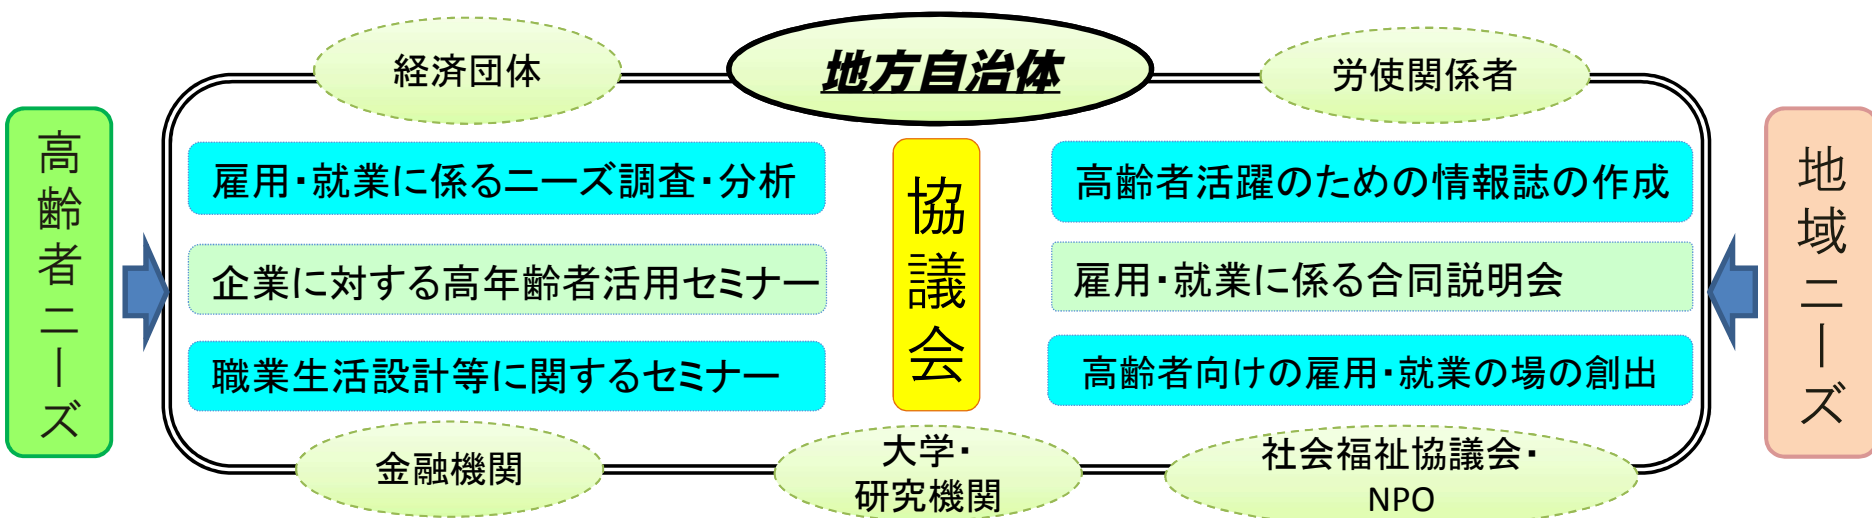 経済団体
地方自治体
労使関係者
高齢者ニーズ
雇用・就業に係るニーズ調査・分析
企業に対する高年齢者活用セミナー
職業生活設計等に関するセミナー
協議会
高齢者活躍のための情報誌の作成
雇用・就業に係る合同説明会
高齢者向けの雇用・就業の場の創出
地域ニーズ
金融機関
大学・
研究機関
社会福祉協議会・
NPO